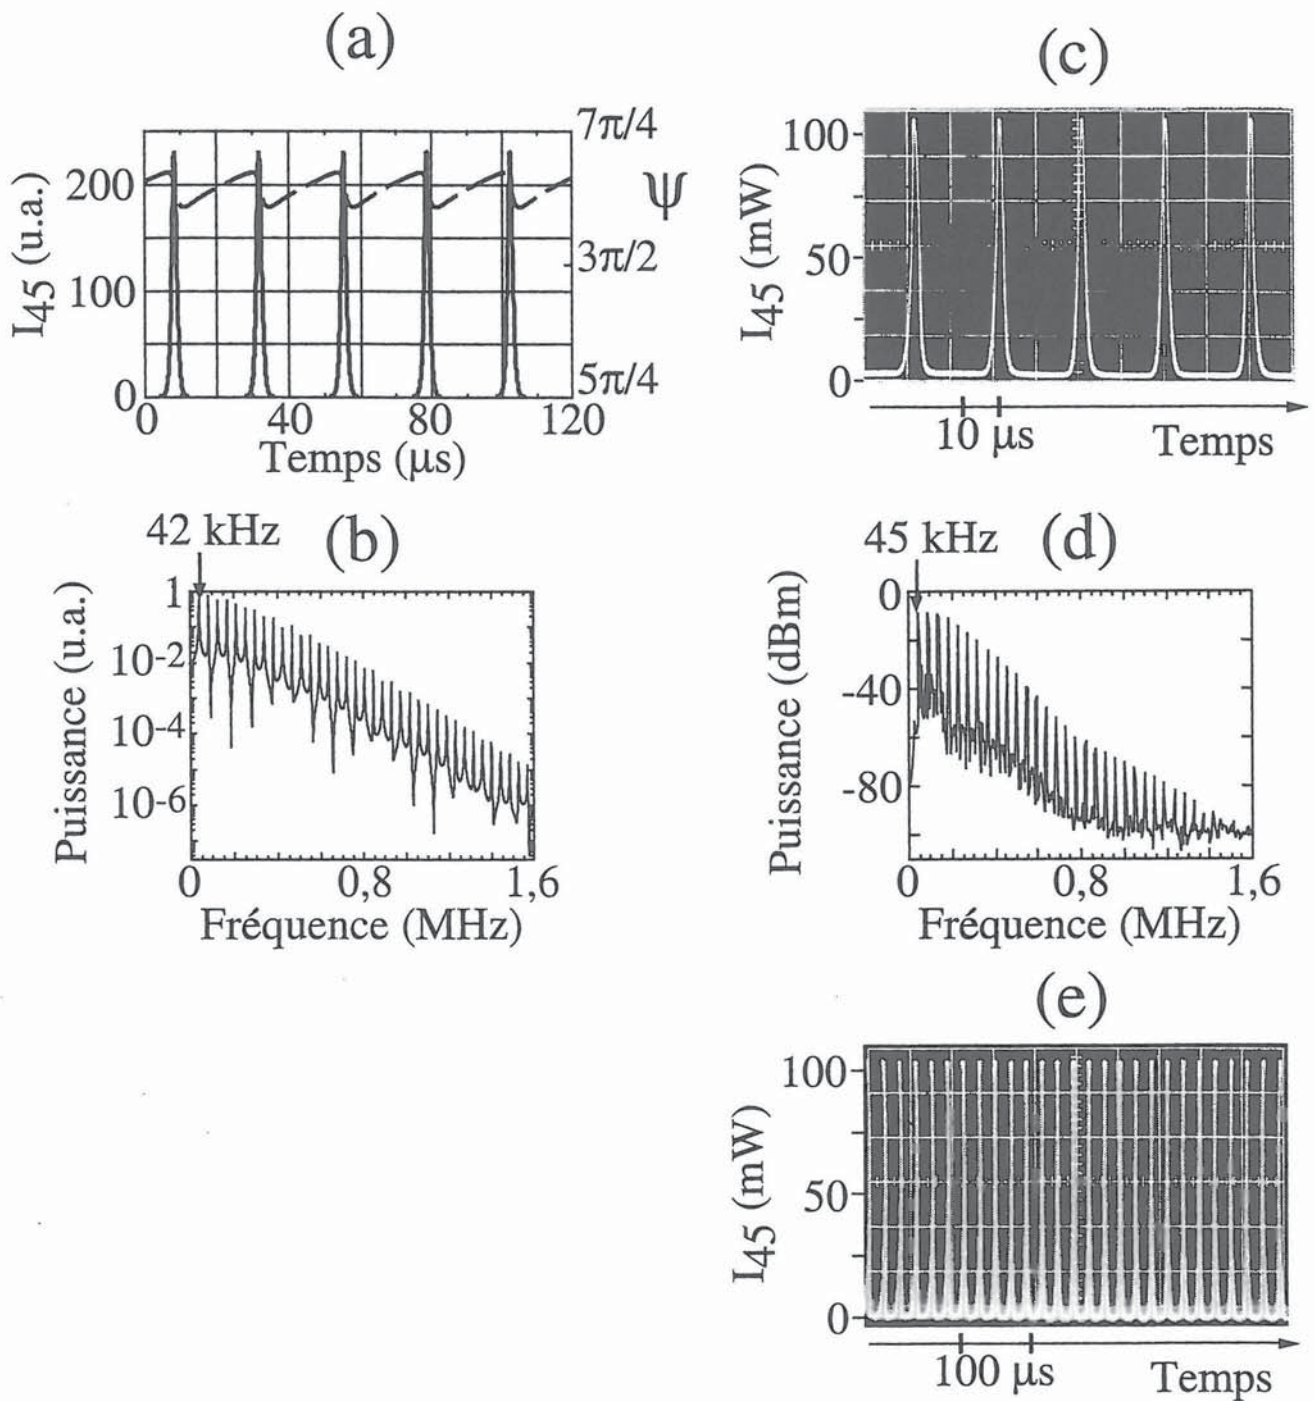 (a)
7π/4
200
ψ
I45 (u.a.)
3π/2
100
0
5π/4
0 40 80 120
Temps (μs)
42 kHz
(b)
1
10-2
10-4
10-6
Puissance (u.a.)
0 0,8 1,6
Fréquence (MHz)
(c)
100
50
0
I45 (mW)
10 μs
Temps
45 kHz
(d)
0
-40
-80
Puissance (dBm)
0 0,8 1,6
Fréquence (MHz)
(e)
100
50
0
I45 (mW)
100 μs
Temps